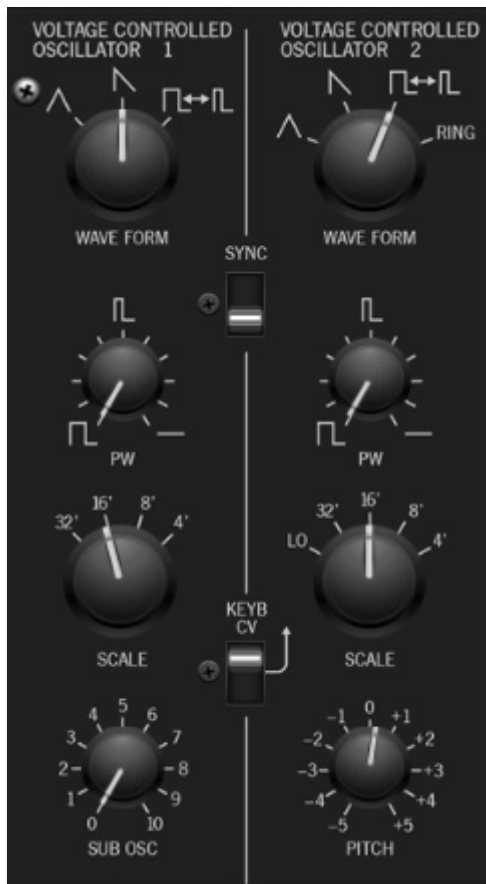 VOLTAGE CONTROLLED
OSCILLATOR 1
WAVE FORM
VOLTAGE CONTROLLED
OSCILLATOR 2
RING
WAVE FORM
SYNC
PW
PW
32' 16' 8' 4'
SCALE
LO 32' 16' 8' 4'
SCALE
KEYB
CV
0 1 2 3 4 5 6 7 8 9 10
SUB OSC
-5 -4 -3 -2 -1 0 +1 +2 +3 +4 +5
PITCH